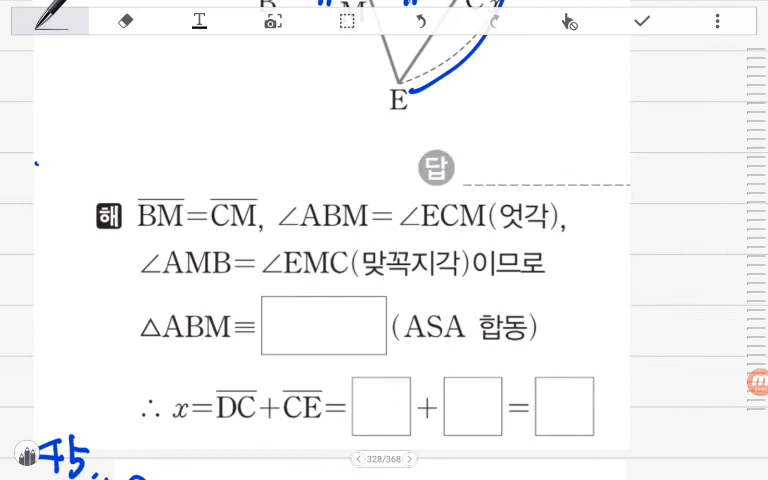 E
답
해 BM=CM, ∠ABM=∠ECM(엇각),
∠AMB=∠EMC(맞꼭지각)이므로
△ABM≡ (ASA 합동)
∴ x=DC+CE= + =
328/368